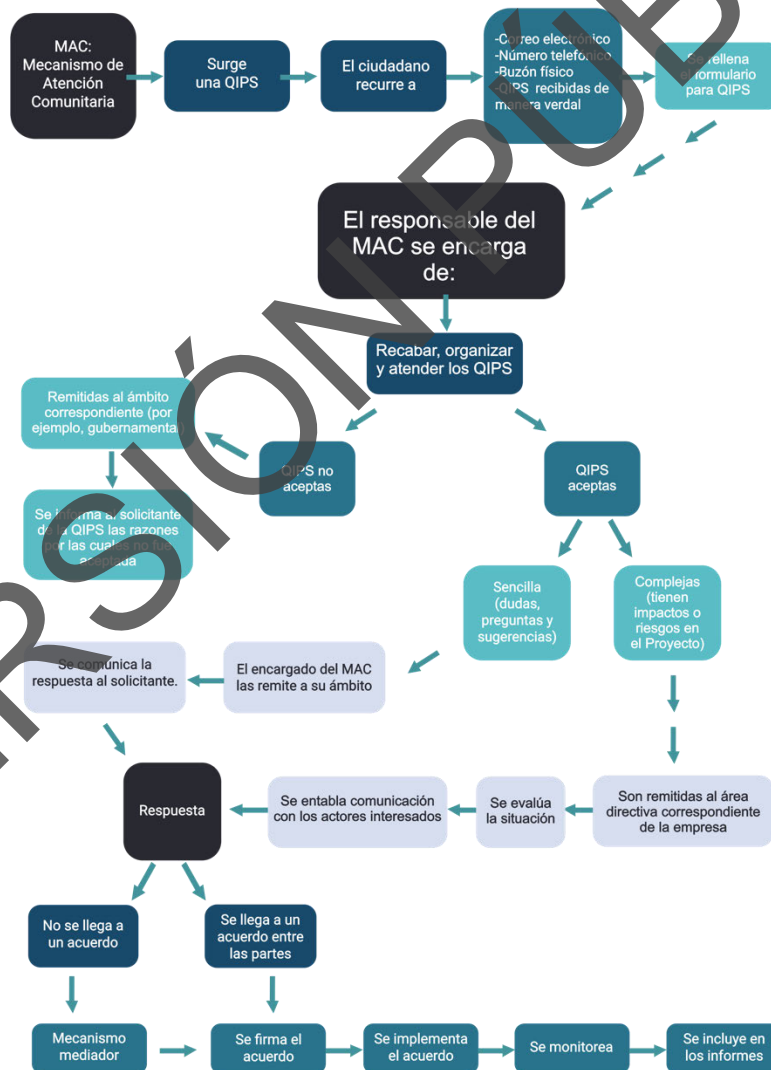 MAC:
Mecanismo de
Atención
Comunitaria
Surge
una QIPS
El ciudadano
recurre a
-Correo electrónico
-Número telefónico
-Buzón físico
-QIPS recibidas de
manera verdal
Se rellena
el formulario
para QIPS
El responsable del
MAC se encarga
de:
Recabar, organizar
y atender los QIPS
Remitidas al ámbito
correspondiente (por
ejemplo, gubernamental)
QIPS no
aceptas
QIPS
aceptas
Se informa al solicitante
de la QIPS las razones
por las cuales no fue
aceptada
Sencilla
(dudas,
preguntas y
sugerencias)
Complejas
(tienen
impactos o
riesgos en
el Proyecto)
Se comunica la
respuesta al solicitante.
El encargado del MAC
las remite a su ámbito
Respuesta
Se entabla comunicación
con los actores interesados
Se evalúa
la situación
Son remitidas al área
directiva correspondiente
de la empresa
No se llega a
un acuerdo
Se llega a un
acuerdo entre
las partes
Mecanismo
mediador
Se firma el
acuerdo
Se implementa
el acuerdo
Se monitorea
Se incluye en
los informes
VERSIÓN PÚB